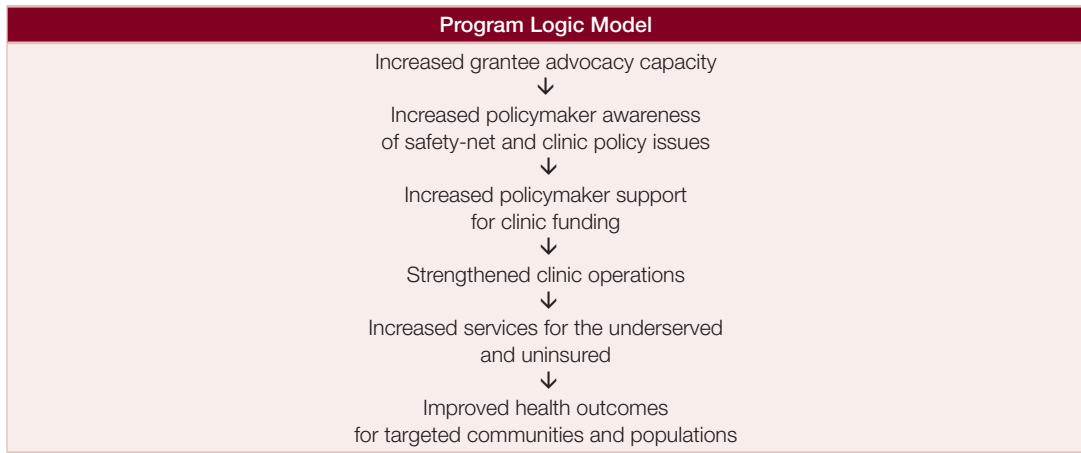 Program Logic Model
Increased grantee advocacy capacity
↓
Increased policymaker awareness
of safety-net and clinic policy issues
↓
Increased policymaker support
for clinic funding
↓
Strengthened clinic operations
↓
Increased services for the underserved
and uninsured
↓
Improved health outcomes
for targeted communities and populations